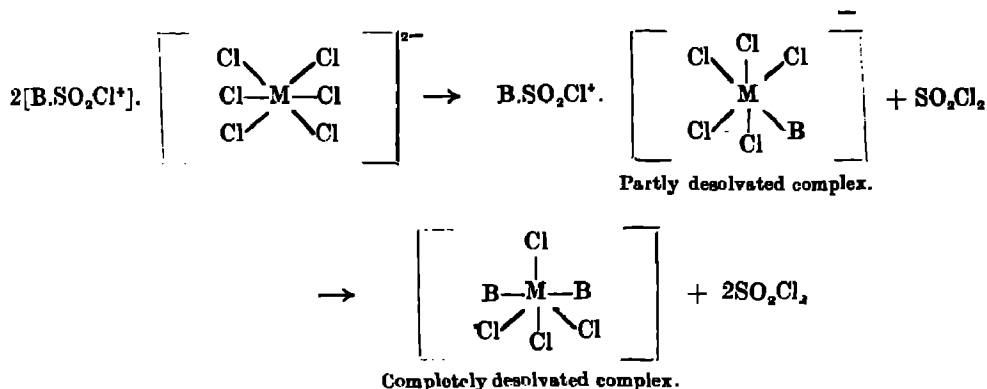 2[B.SO₂Cl⁺]. [ Cl Cl Cl M Cl Cl Cl ]²⁻ → B.SO₂Cl⁺. [ Cl Cl Cl M Cl Cl B ]⁻ + SO₂Cl₂
Partly desolvated complex.
→ [ Cl B M B Cl Cl Cl ] + 2SO₂Cl₂
Completely desolvated complex.